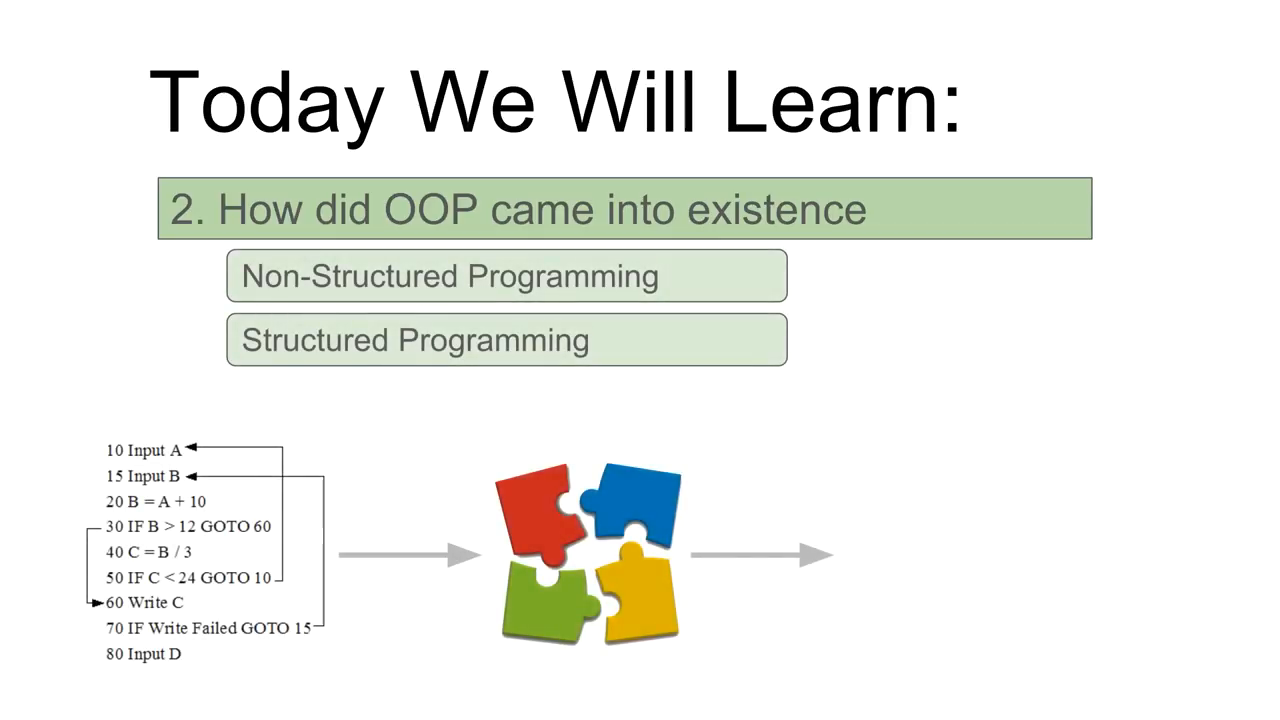 Today We Will Learn:
2. How did OOP came into existence
Non-Structured Programming
Structured Programming
10 Input A
15 Input B
20 B = A + 10
30 IF B > 12 GOTO 60
40 C = B / 3
50 IF C < 24 GOTO 10
60 Write C
70 IF Write Failed GOTO 15
80 Input D